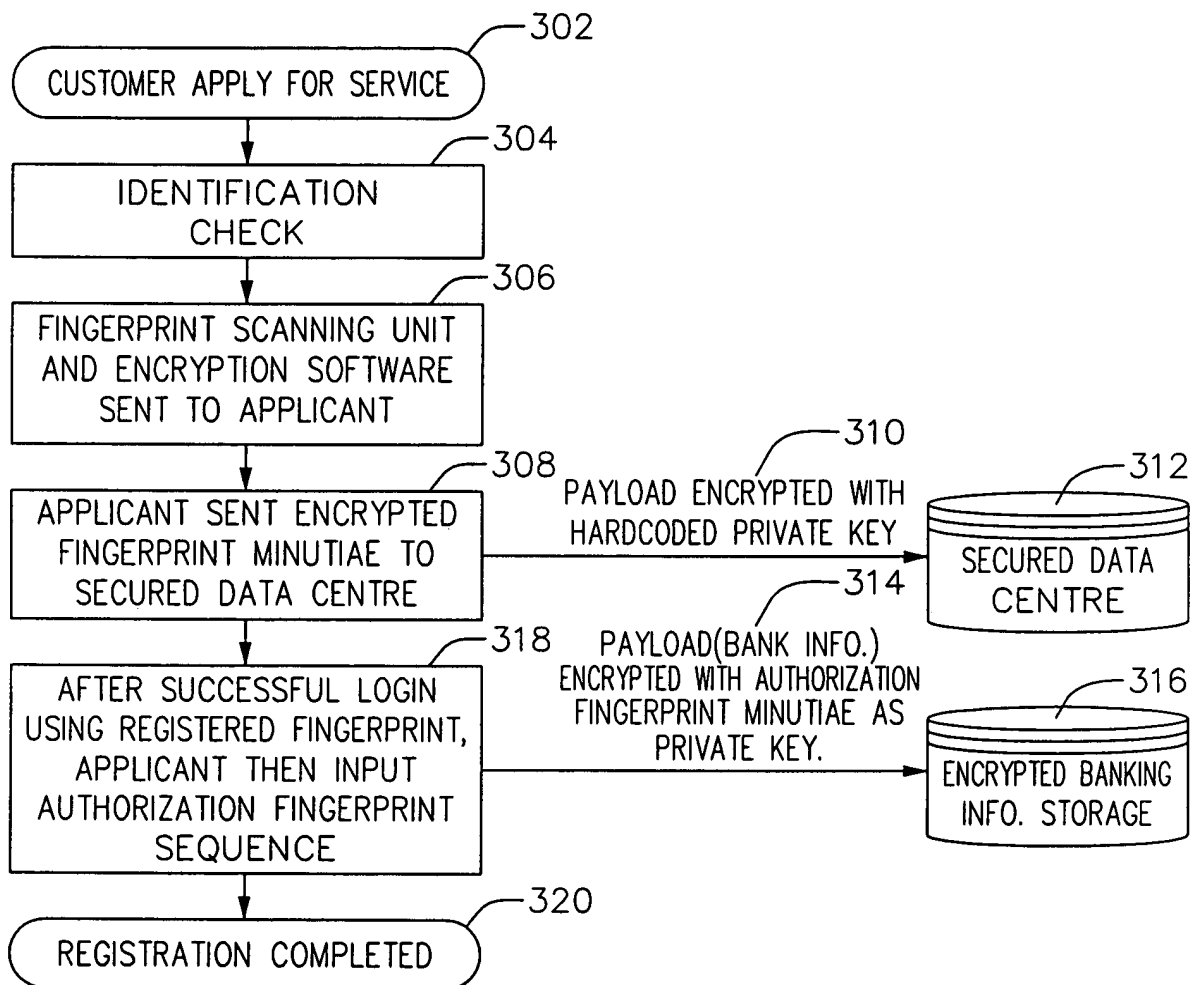 302
CUSTOMER APPLY FOR SERVICE
304
IDENTIFICATION
CHECK
306
FINGERPRINT SCANNING UNIT
AND ENCRYPTION SOFTWARE
SENT TO APPLICANT
308
APPLICANT SENT ENCRYPTED
FINGERPRINT MINUTIAE TO
SECURED DATA CENTRE
310
PAYLOAD ENCRYPTED WITH
HARDCODED PRIVATE KEY
312
SECURED DATA
CENTRE
318
AFTER SUCCESSFUL LOGIN
USING REGISTERED FINGERPRINT,
APPLICANT THEN INPUT
AUTHORIZATION FINGERPRINT
SEQUENCE
314
PAYLOAD(BANK INFO.)
ENCRYPTED WITH AUTHORIZATION
FINGERPRINT MINUTIAE AS
PRIVATE KEY.
316
ENCRYPTED BANKING
INFO. STORAGE
320
REGISTRATION COMPLETED